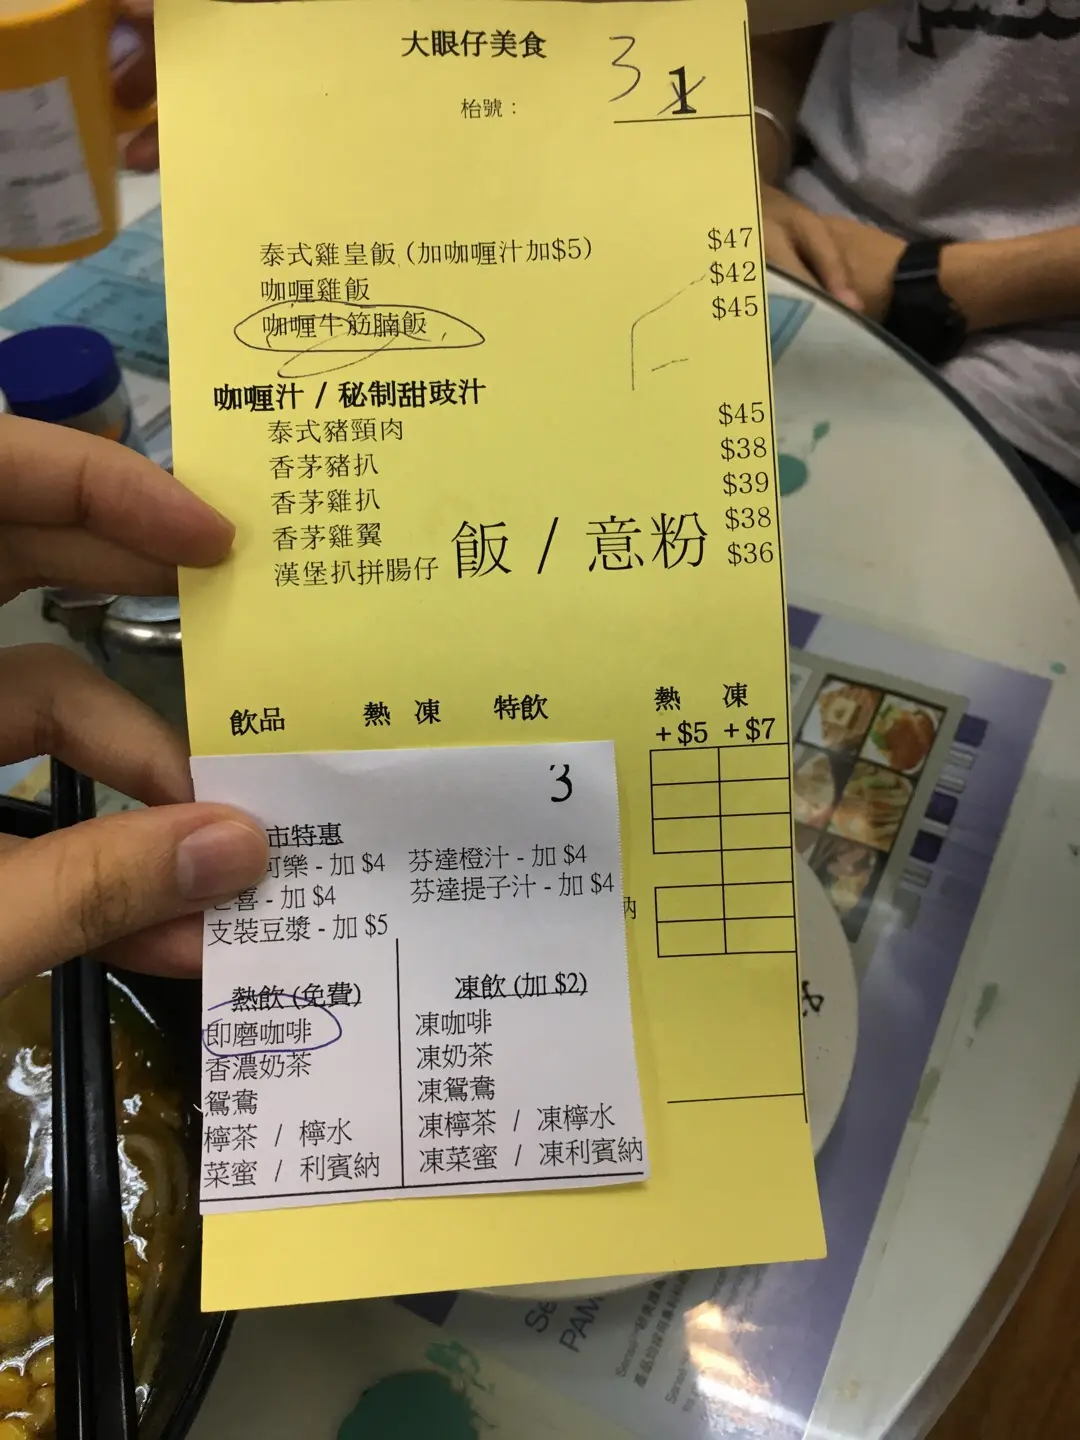 大眼仔美食
枱號： 3 1
泰式雞皇飯 (加咖喱汁加$5) $47
咖喱雞飯 $42
咖喱牛筋腩飯 $45
咖喱汁 / 秘制甜豉汁
泰式豬頸肉 $45
香茅豬扒 $38
香茅雞扒 $39
香茅雞翼 $38
漢堡扒拼腸仔 $36
飯 / 意粉
飲品 熱 凍 特飲 熱 凍
+$5 +$7
3
市特惠
可樂 - 加 $4 芬達橙汁 - 加 $4
喜 - 加 $4 芬達提子汁 - 加 $4
支裝豆漿 - 加 $5
納
熱飲 (免費) 凍飲 (加 $2)
即磨咖啡 凍咖啡
香濃奶茶 凍奶茶
鴛鴦 凍鴛鴦
檸茶 / 檸水 凍檸茶 / 凍檸水
菜蜜 / 利賓納 凍菜蜜 / 凍利賓納